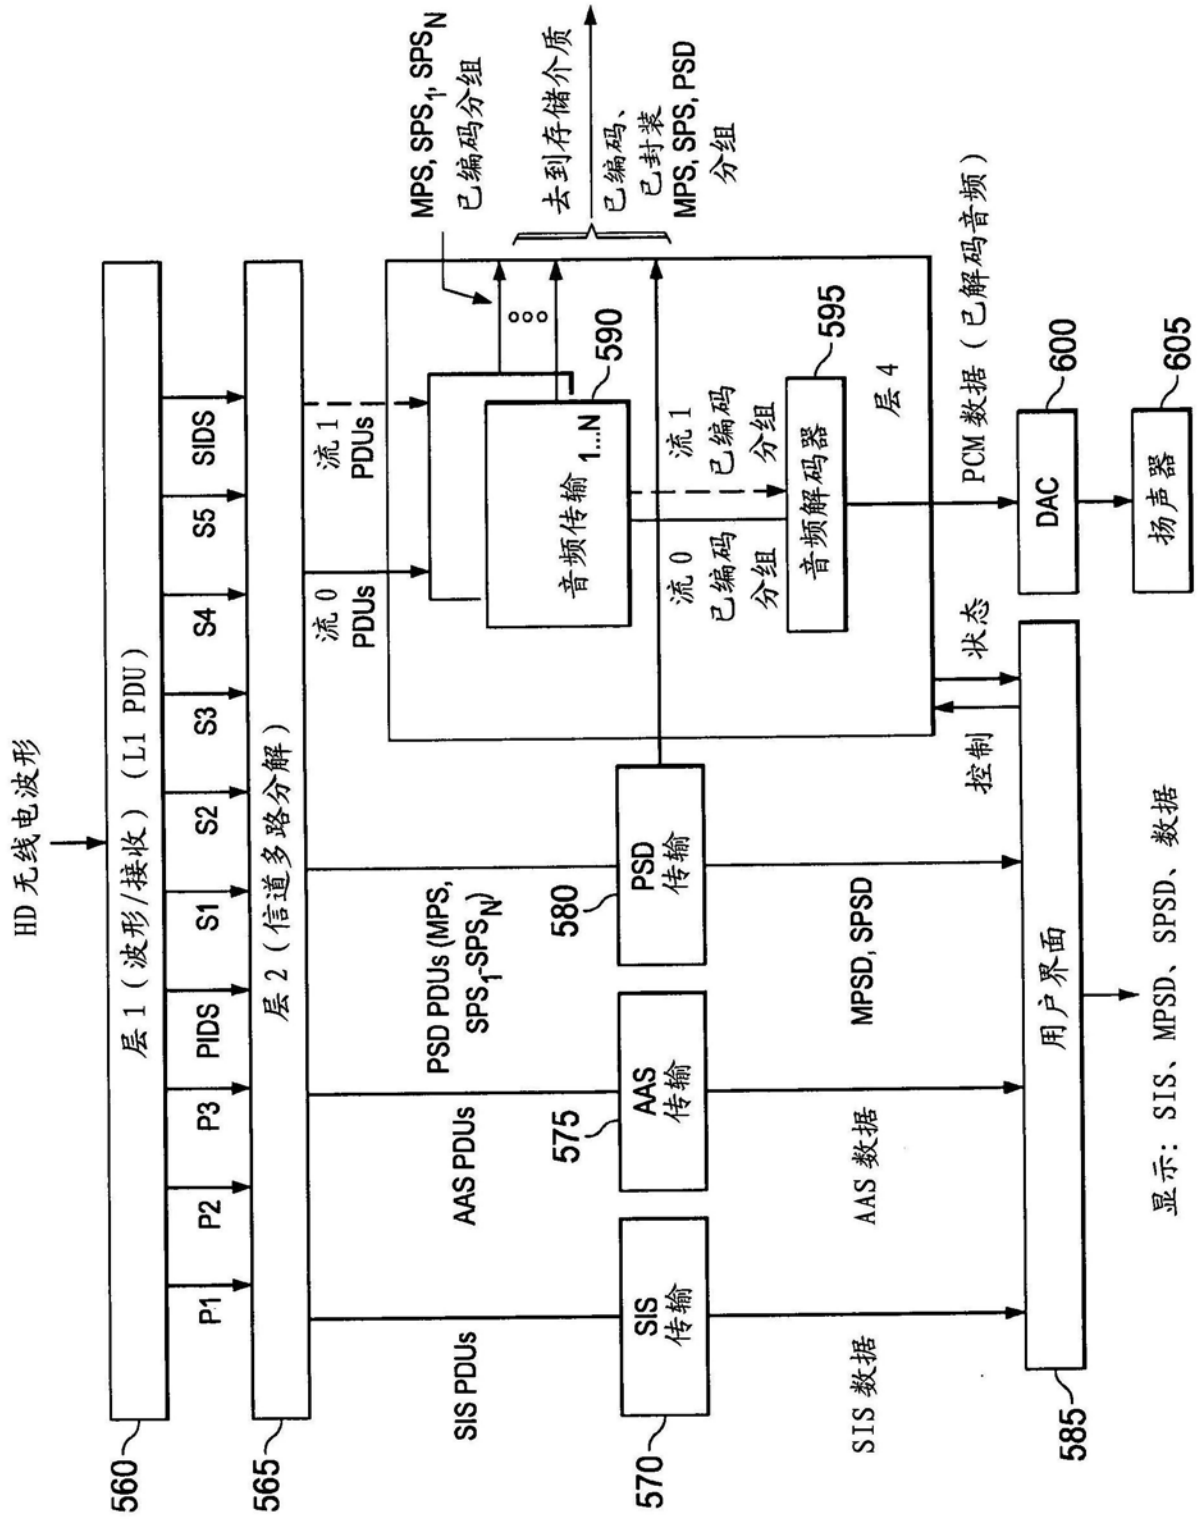 HD 无线电波形
层 1 (波形/接收) (L1 PDU)
560
P1
P2
P3
PIDS
S1
S2
S3
S4
S5
SIDS
层 2 (信道多路分解)
565
SIS PDUs
AAS PDUs
PSD PDUs (MPS,
SPS1-SPSN)
流 0
PDUs
流 1
PDUs
MPS, SPS1, SPSN
已编码分组
去到存储介质
已编码、
已封装
MPS, SPS, PSD
分组
音频传输
1...N
590
SIS
传输
570
AAS
传输
575
PSD
传输
580
流 0
已编码
分组
流 1
已编码
分组
音频解码器
595
层 4
SIS 数据
AAS 数据
MPSD, SPSD
控制
状态
PCM 数据 (已解码音频)
用户界面
585
DAC
600
扬声器
605
显示: SIS、MPSD、SPSD、数据